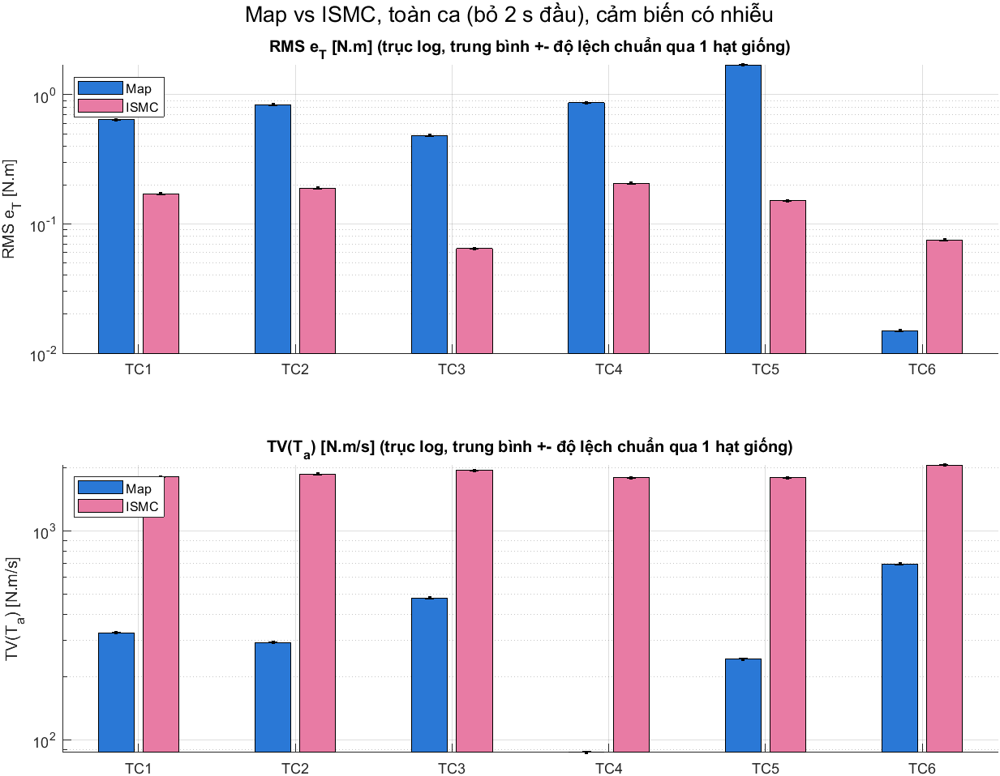 Map vs ISMC, toàn ca (bỏ 2 s đầu), cảm biến có nhiễu
RMS e_T [N.m] (trục log, trung bình +- độ lệch chuẩn qua 1 hạt giống)
Map
ISMC
RMS e_T [N.m]
10^0
10^-1
10^-2
TC1 TC2 TC3 TC4 TC5 TC6
TV(T_a) [N.m/s] (trục log, trung bình +- độ lệch chuẩn qua 1 hạt giống)
Map
ISMC
TV(T_a) [N.m/s]
10^3
10^2
TC1 TC2 TC3 TC4 TC5 TC6